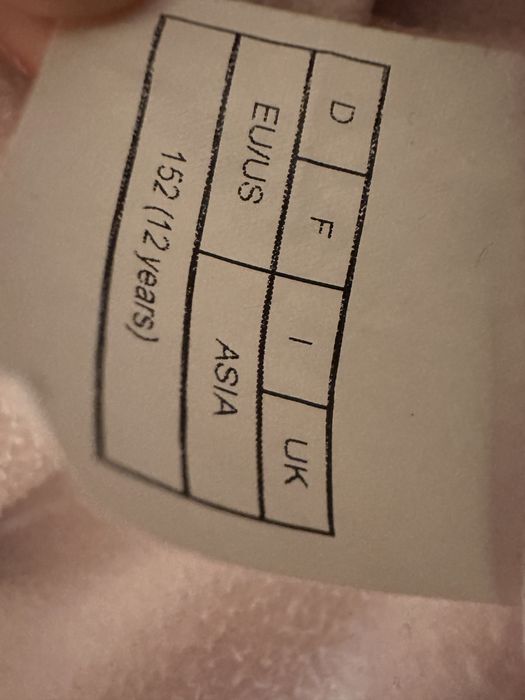 D F I UK
EU/US ASIA
152 (12 years)